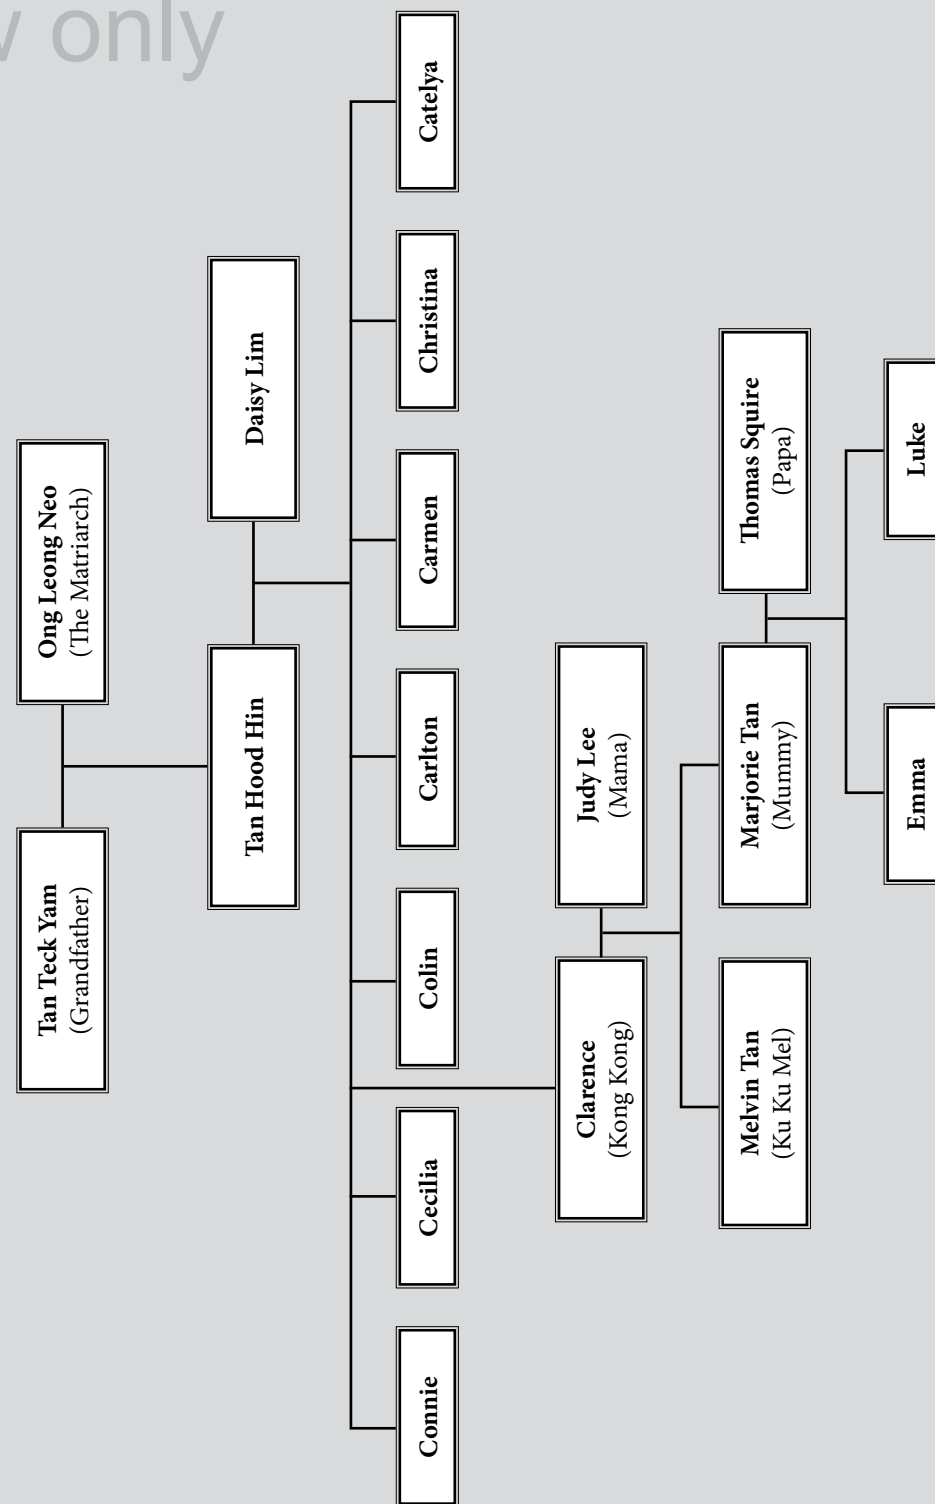 only
Tan Teck Yam
(Grandfather)
Ong Leong Neo
(The Matriarch)
Tan Hood Hin
Daisy Lim
Connie
Cecilia
Colin
Carlton
Carmen
Christina
Catelya
Clarence
(Kong Kong)
Judy Lee
(Mama)
Melvin Tan
(Ku Ku Mel)
Marjorie Tan
(Mummy)
Thomas Squire
(Papa)
Emma
Luke